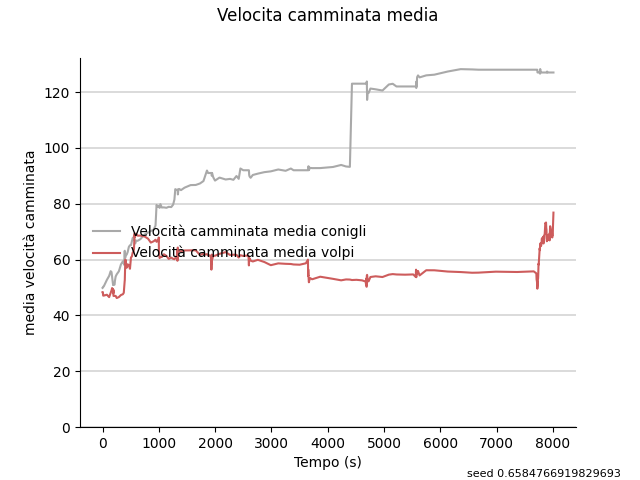 Velocita camminata media
120
100
80
60
40
20
0
media velocità camminata
Velocità camminata media conigli
Velocità camminata media volpi
0 1000 2000 3000 4000 5000 6000 7000 8000
Tempo (s)
seed 0.6584766919829693